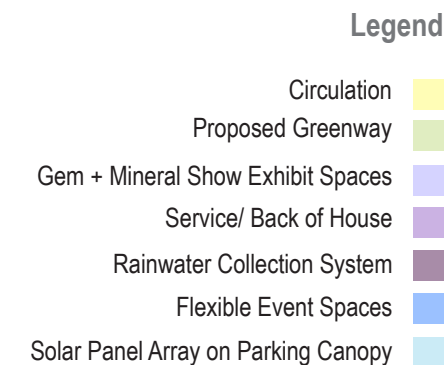 Legend
Circulation
Proposed Greenway
Gem + Mineral Show Exhibit Spaces
Service/ Back of House
Rainwater Collection System
Flexible Event Spaces
Solar Panel Array on Parking Canopy